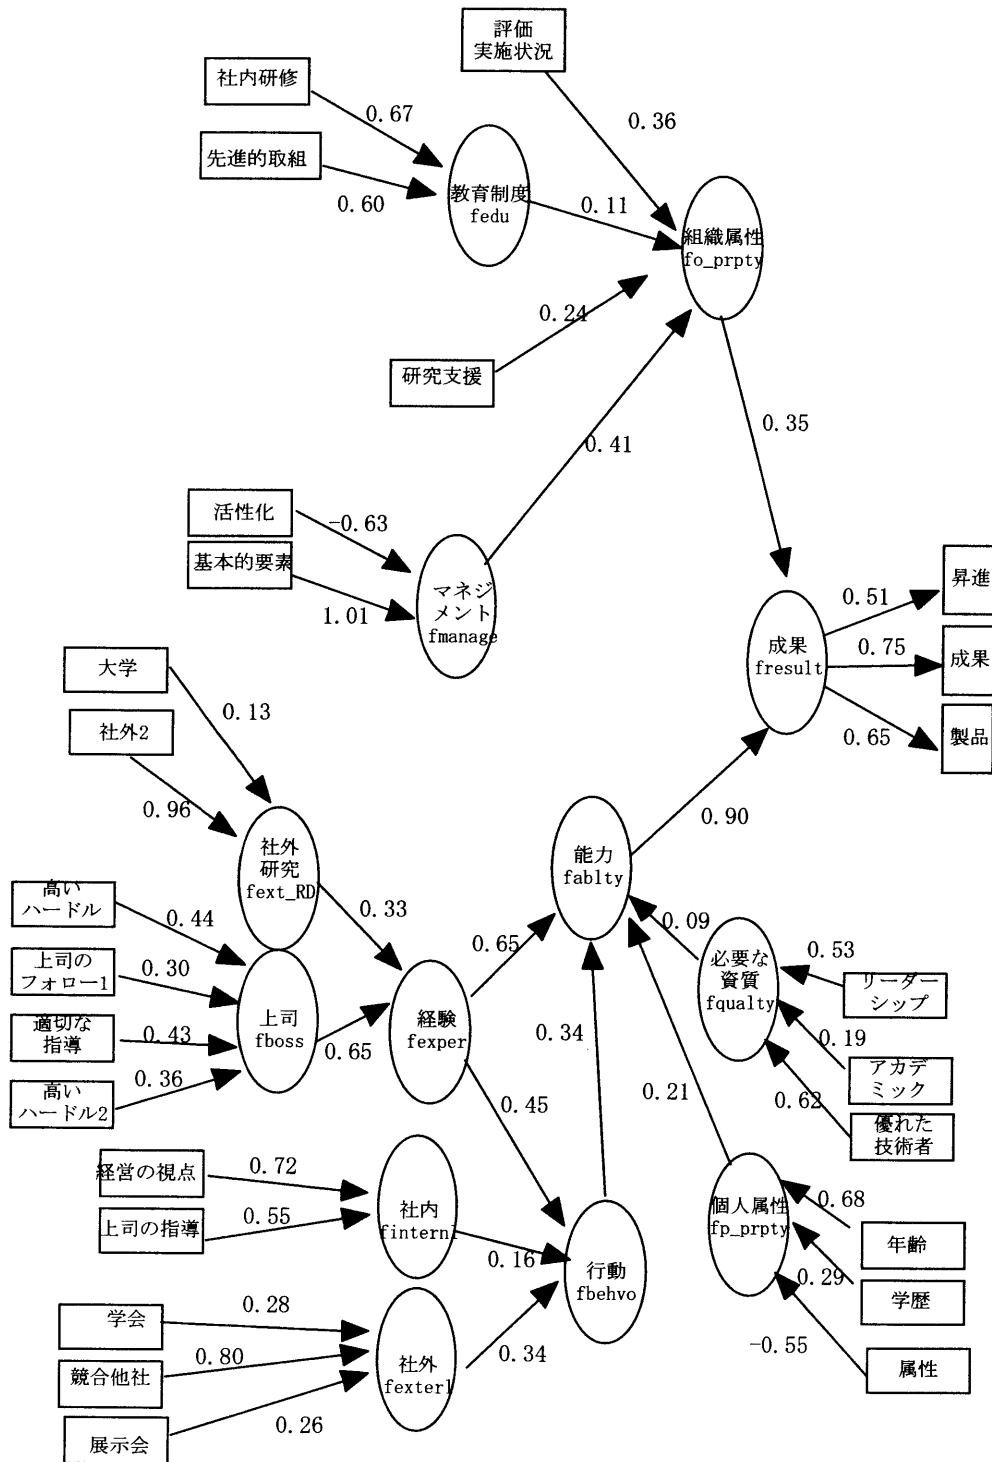 評価
実施状況
社内研修
0.67
0.36
先進的取組
0.60
教育制度
fedu
0.11
組織属性
fo_prpty
0.24
研究支援
0.41
0.35
活性化
-0.63
基本的要素
1.01
マネジ
メント
fmanage
昇進
0.51
成果
fresult
0.75
成果
0.65
製品
大学
0.13
社外2
0.96
社外
研究
fext_RD
0.90
能力
fablty
高い
ハードル
0.44
0.33
0.65
0.09
上司の
フォロー1
0.30
必要な
資質
fqualty
0.53
リーダー
シップ
適切な
指導
0.43
上司
fboss
0.65
経験
fexper
0.34
0.19
アカデ
ミック
高い
ハードル2
0.36
0.45
0.21
0.62
優れた
技術者
経営の視点
0.72
社内
finternl
個人属性
fp_prpty
0.68
年齢
上司の指導
0.55
0.16
行動
fbehvo
0.29
学歴
学会
0.28
0.34
-0.55
属性
競合他社
0.80
社外
fexterl
展示会
0.26